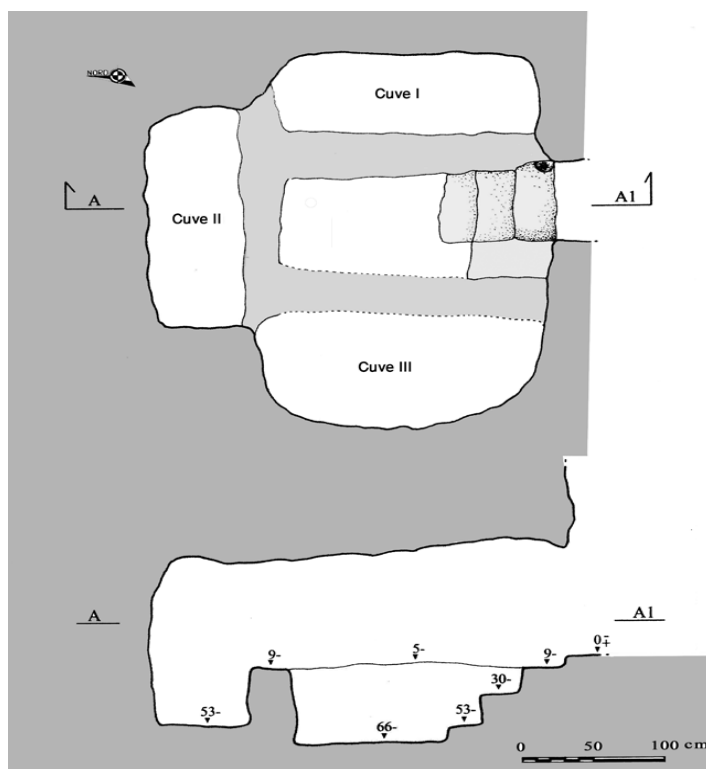 Cuve I
NORD
A
Cuve II
A1
Cuve III
A
A1
0-+
9-
5-
9-
30-
53-
53-
66-
0 50 100 cm